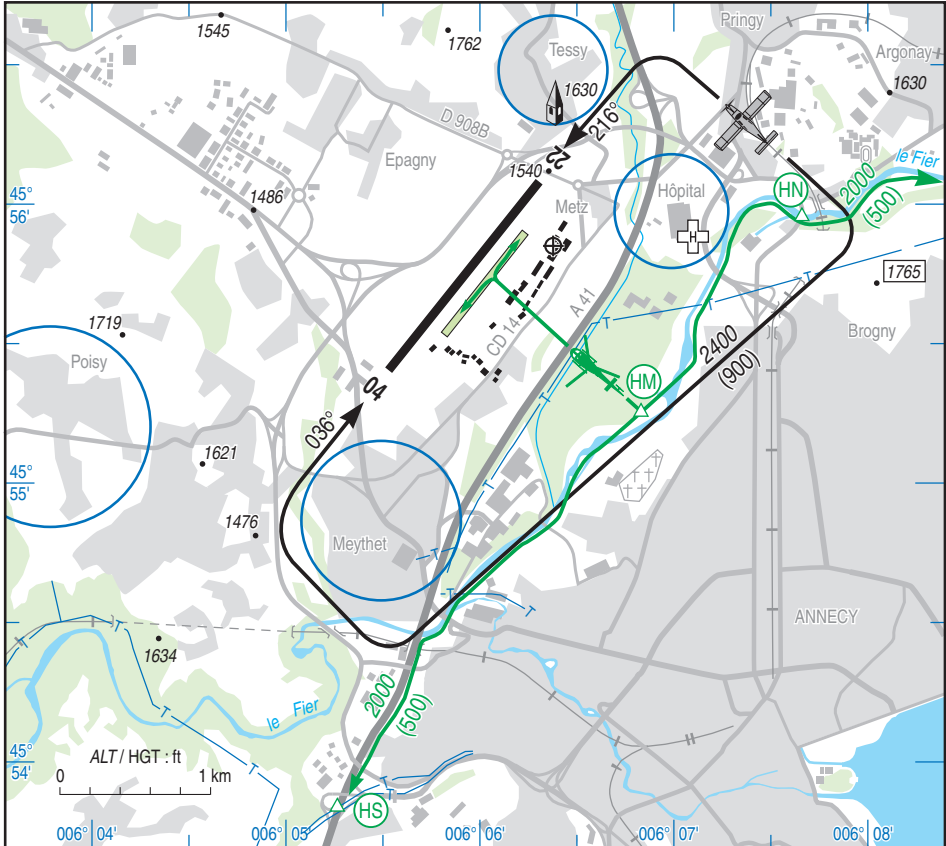 Pringy
1545
1762
Tessy
Argonay
1630
1630
D 908B
216°
22
le Fier
Epagny
1540
2000
(500)
1486
Hôpital
HN
45°
56'
Metz
H
1765
A 41
T
1719
Brogny
Poisy
CD 14
2400
(900)
T
HM
04
036°
1621
45°
55'
1476
T
Meythet
T
T
T
ANNECY
1634
2000
(500)
le Fier
T
45°
54'
ALT / HGT : ft
0 1 km
T
T
HS
T
006° 04' 006° 05' 006° 06' 006° 07' 006° 08'